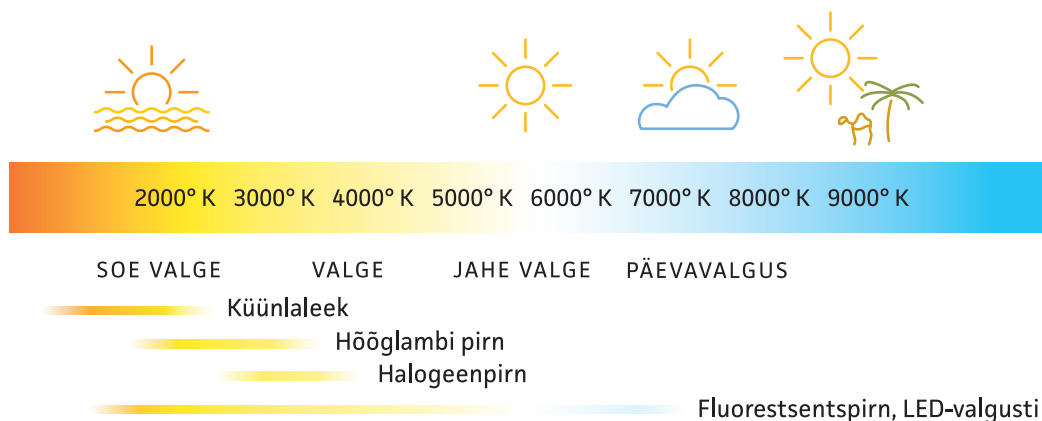 2000° K 3000° K 4000° K 5000° K 6000° K 7000° K 8000° K 9000° K
SOE VALGE VALGE JAHE VALGE PÄEVAVALGUS
Küünlaleek
Hõõglambi pirn
Halogeenpirn
Fluorestsentspirn, LED-valgusti